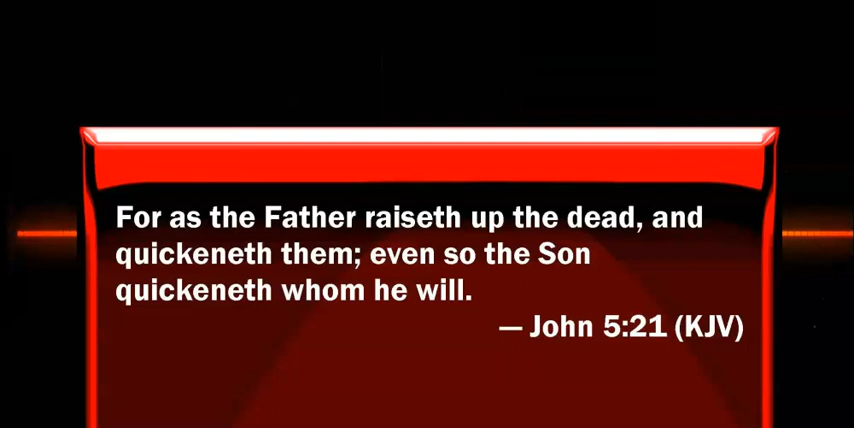 For as the Father raiseth up the dead, and
quickeneth them; even so the Son
quickeneth whom he will.
— John 5:21 (KJV)